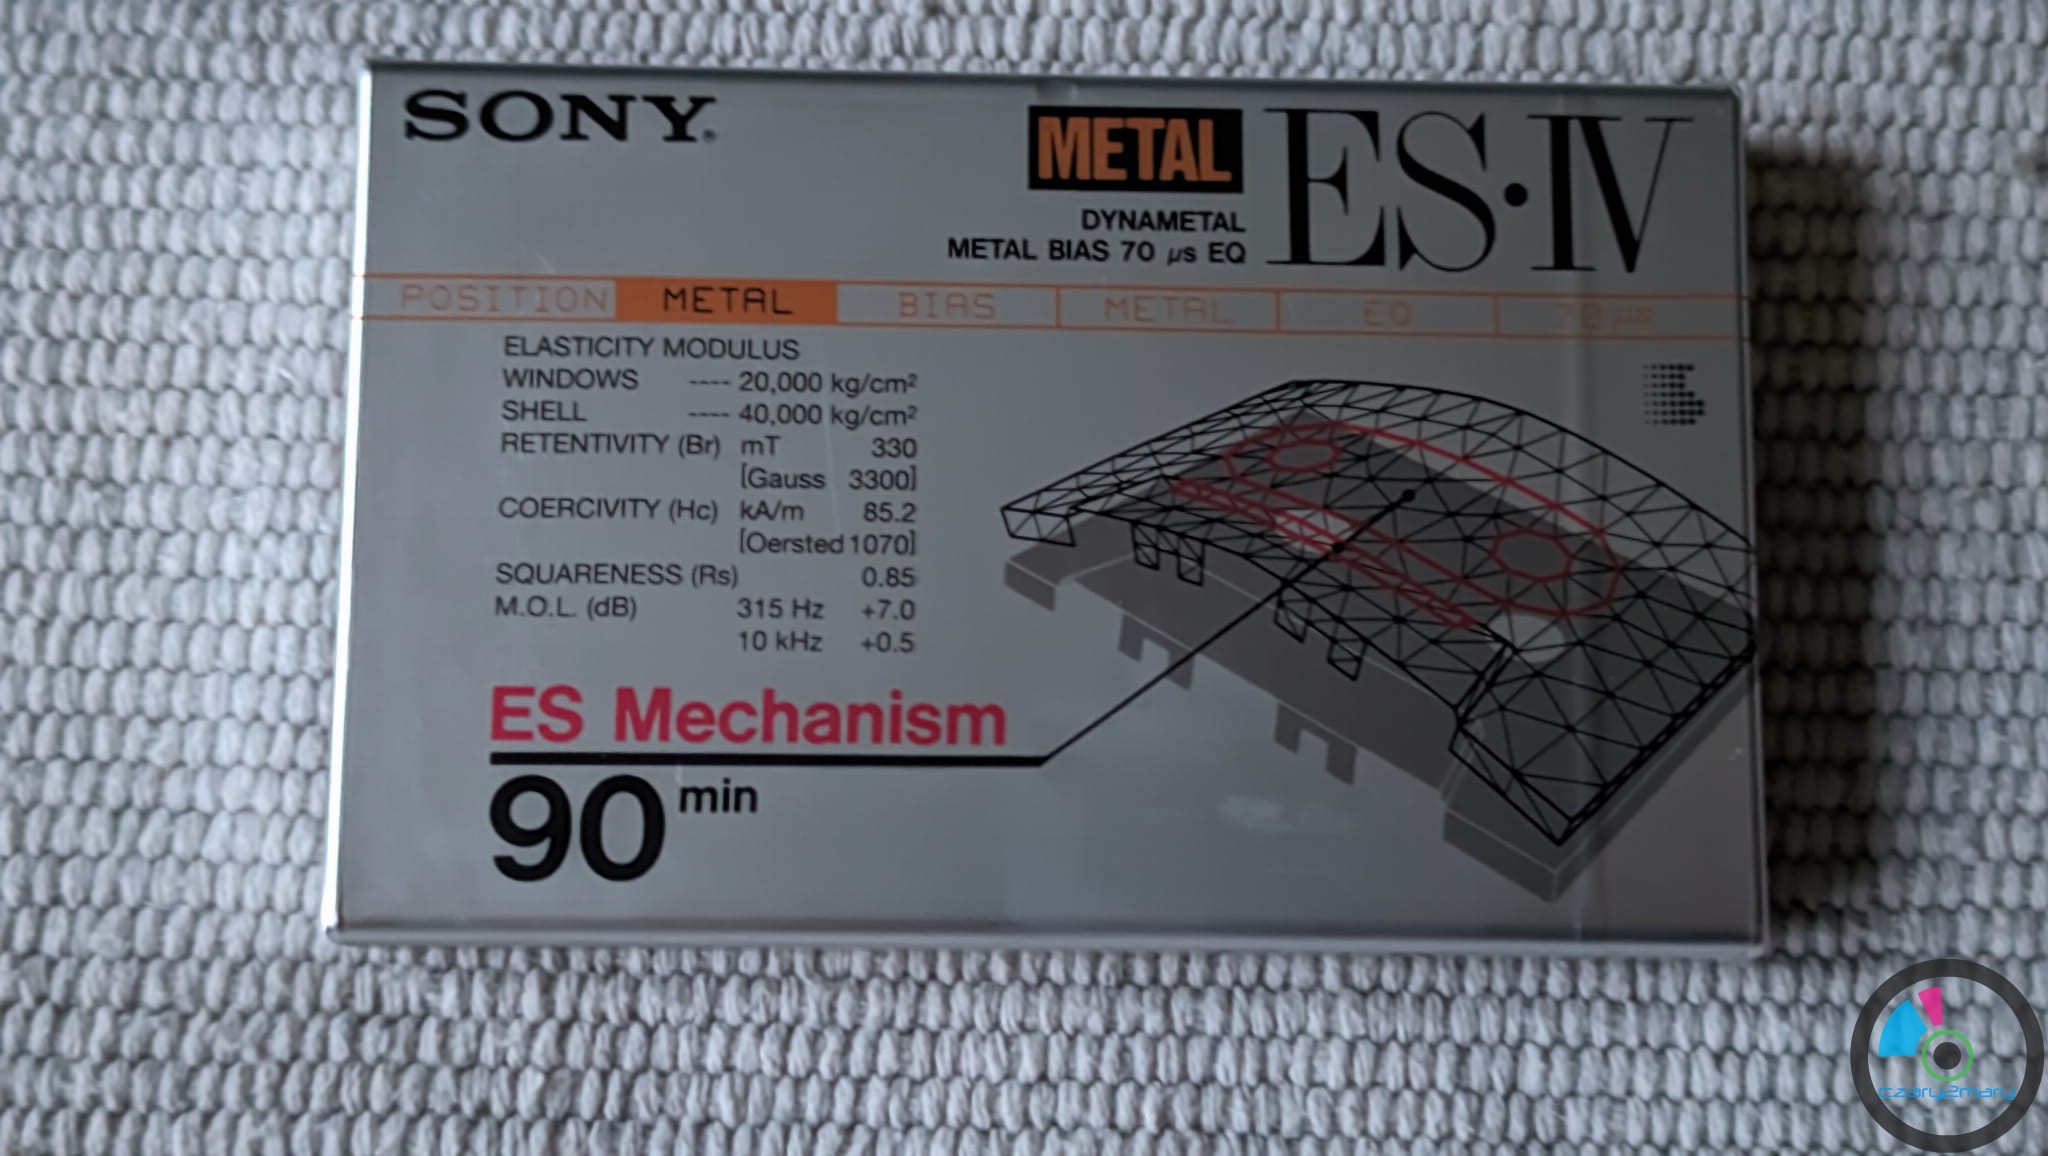 SONY®
METAL ES·IV
DYNAMETAL
METAL BIAS 70 µs EQ
POSITION METAL BIAS METAL EQ 70µs
ELASTICITY MODULUS
WINDOWS ---- 20,000 kg/cm²
SHELL ---- 40,000 kg/cm²
RETENTIVITY (Br) mT 330
[Gauss 3300]
COERCIVITY (Hc) kA/m 85.2
[Oersted 1070]
SQUARENESS (Rs) 0.85
M.O.L. (dB) 315 Hz +7.0
10 kHz +0.5
ES Mechanism
90 min
czary2mary